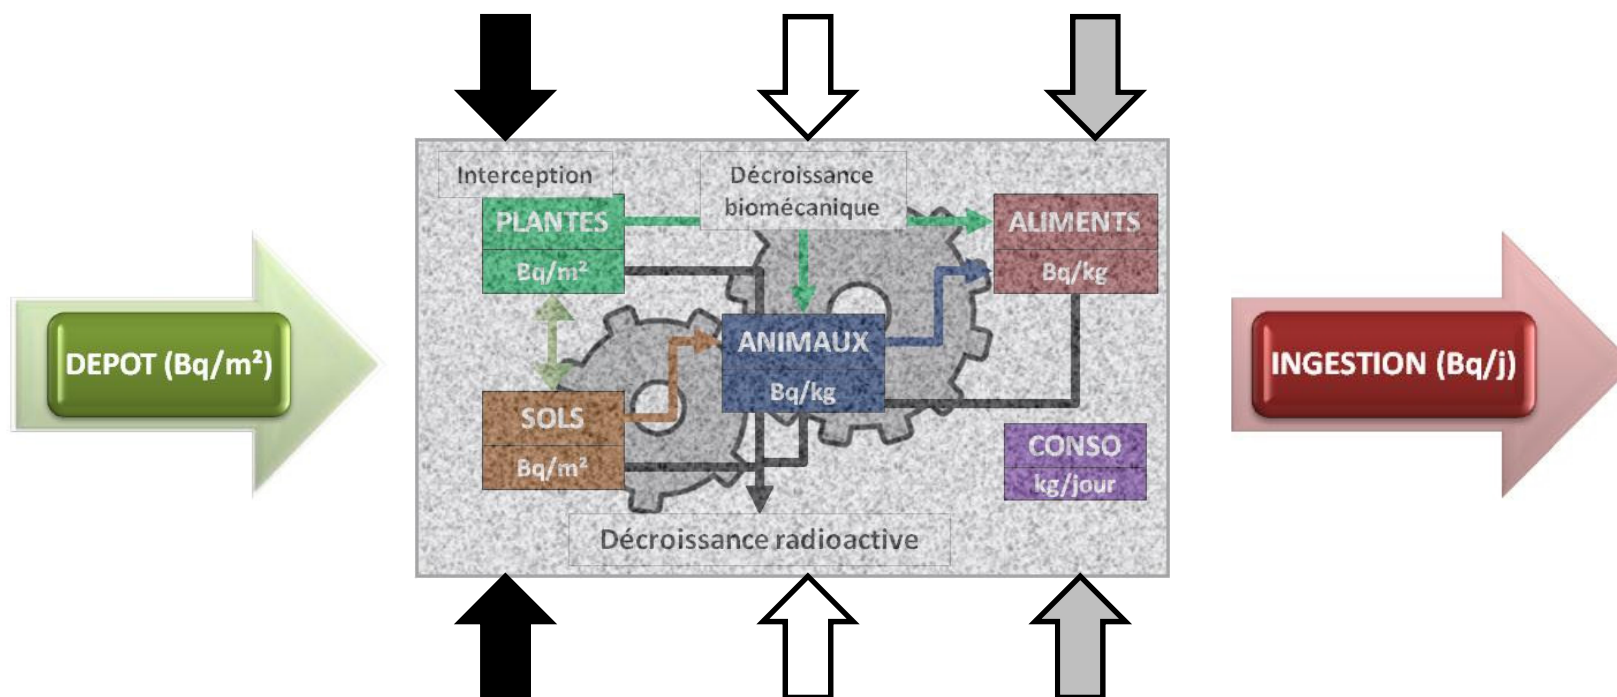 Interception
Décroissance
biomécanique
PLANTES
Bq/m²
ALIMENTS
Bq/kg
DEPOT (Bq/m²)
ANIMAUX
Bq/kg
INGESTION (Bq/j)
SOLS
Bq/m²
CONSO
kg/jour
Décroissance radioactive